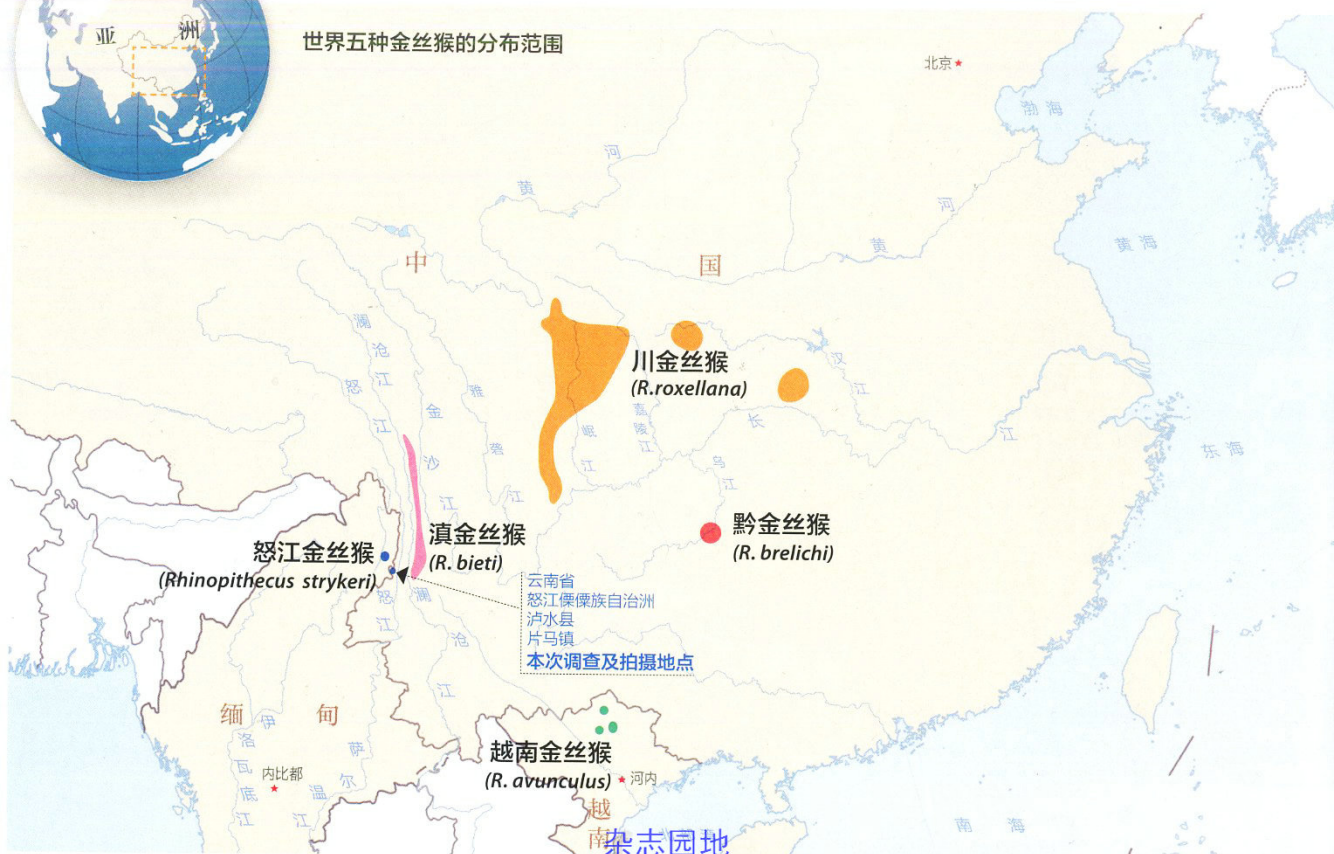 亚 洲
世界五种金丝猴的分布范围
北京
渤海
河
黄
河
黄
黄海
中 国
澜
沧
江
怒
江
金
沙
江
雅
砻
江
川金丝猴
(R.roxellana)
汉
江
岷
江
嘉
陵
江
长
江
乌
江
东海
黔金丝猴
(R. brelichi)
滇金丝猴
(R. bieti)
怒江金丝猴
(Rhinopithecus strykeri)
怒
江
澜
沧
江
云南省
怒江傈僳族自治洲
泸水县
片马镇
本次调查及拍摄地点
缅 甸
伊
洛
瓦
底
江
萨
尔
温
江
内比都
越南金丝猴
(R. avunculus)
河内
越
南
杂志园地
南 海